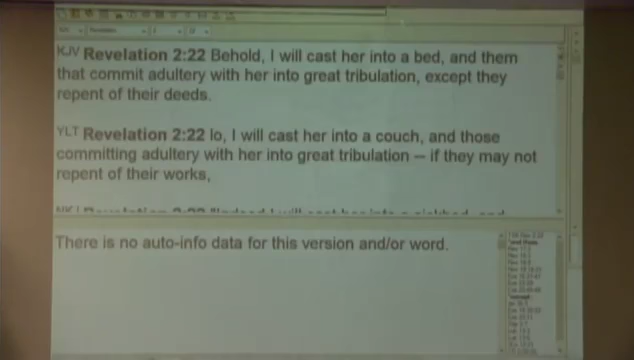 KJV Revelation 2:22 Behold, I will cast her into a bed, and them
that commit adultery with her into great tribulation, except they
repent of their deeds.
YLT Revelation 2:22 lo, I will cast her into a couch, and those
committing adultery with her into great tribulation — if they may not
repent of their works,
There is no auto-info data for this version and/or word.